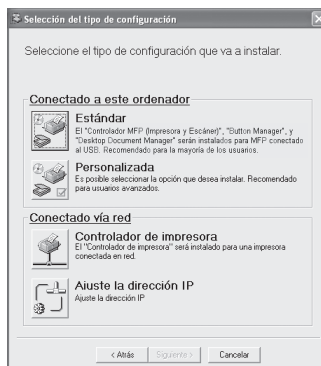 Selección del tipo de configuración
Seleccione el tipo de configuración que va a instalar.
Conectado a este ordenador
Estándar
El "Controlador MFP (Impresora y Escáner)", "Button Manager", y
"Desktop Document Manager" serán instalados para MFP conectado
al USB. Recomendado para la mayoría de los usuarios.
Personalizada
Es posible seleccionar la opción que desea instalar. Recomendado
para usuarios avanzados.
Conectado vía red
Controlador de impresora
El "Controlador de impresora" será instalado para una impresora
conectada en red.
Ajuste la dirección IP
Ajuste la dirección IP
< Atrás
Siguiente >
Cancelar